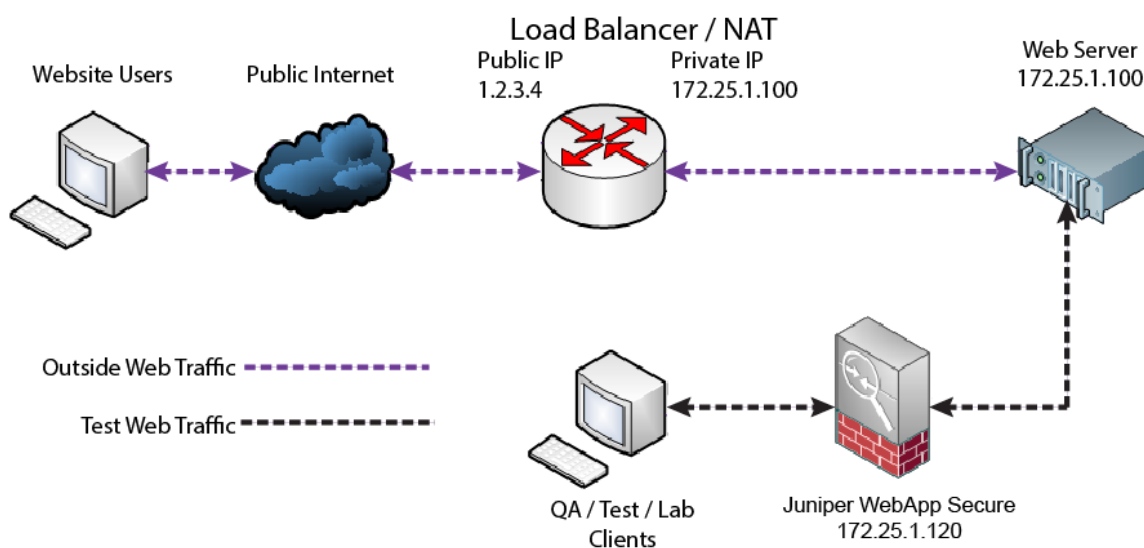 Load Balancer / NAT
Website Users
Public Internet
Public IP
1.2.3.4
Private IP
172.25.1.100
Web Server
172.25.1.100
Outside Web Traffic
Test Web Traffic
QA / Test / Lab
Clients
Juniper WebApp Secure
172.25.1.120